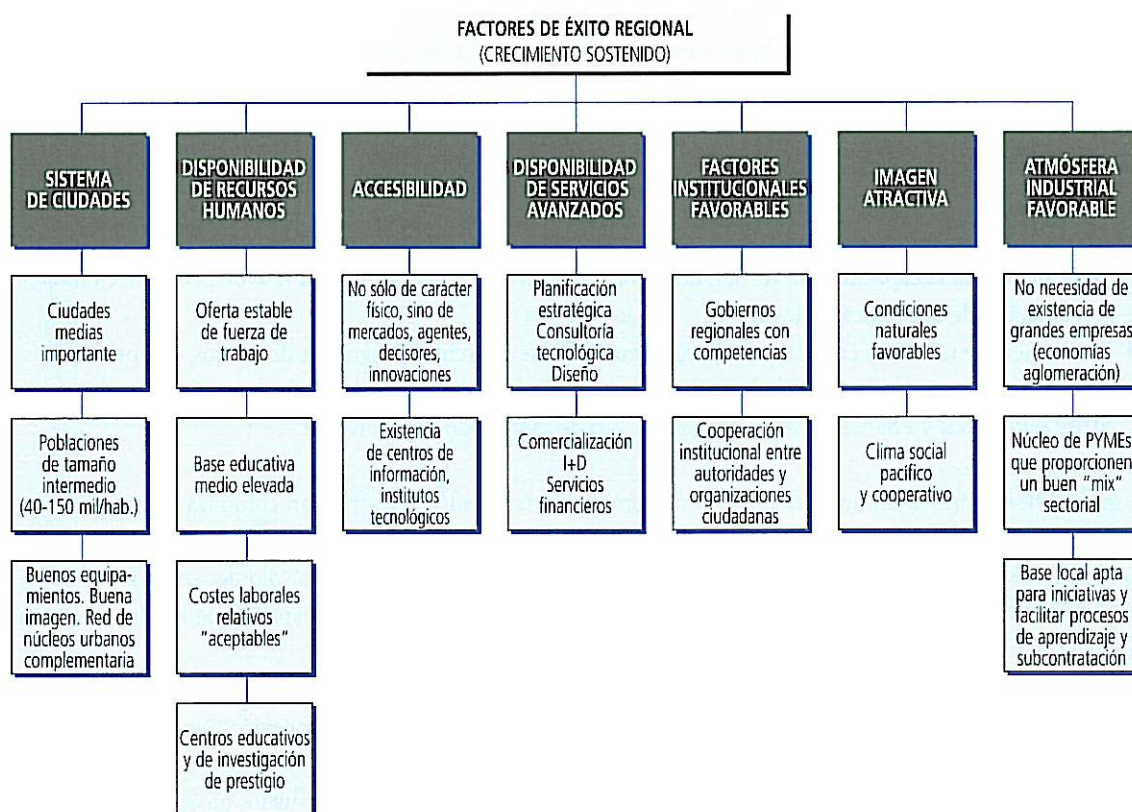 FACTORES DE ÉXITO REGIONAL
(CRECIMIENTO SOSTENIDO)
SISTEMA
DE CIUDADES
Ciudades
medias
importante
Poblaciones
de tamaño
intermedio
(40-150 mil/hab.)
Buenos equipa-
mientos. Buena
imagen. Red de
núcleos urbanos
complementaria
DISPONIBILIDAD
DE RECURSOS
HUMANOS
Oferta estable
de fuerza de
trabajo
Base educativa
medio elevada
Costes laborales
relativos
"aceptables"
Centros educativos
y de investigación
de prestigio
ACCESIBILIDAD
No sólo de carácter
físico, sino de
mercados, agentes,
decisores,
innovaciones
Existencia
de centros de
información,
institutos
tecnológicos
DISPONIBILIDAD
DE SERVICIOS
AVANZADOS
Planificación
estratégica
Consultoría
tecnológica
Diseño
Comercialización
I+D
Servicios
financieros
FACTORES
INSTITUCIONALES
FAVORABLES
Gobiernos
regionales con
competencias
Cooperación
institucional entre
autoridades y
organizaciones
ciudadanas
IMAGEN
ATRACTIVA
Condiciones
naturales
favorables
Clima social
pacífico
y cooperativo
ATMÓSFERA
INDUSTRIAL
FAVORABLE
No necesidad de
existencia de
grandes empresas
(economías
aglomeración)
Núcleo de PYMEs
que proporcionen
un buen "mix"
sectorial
Base local apta
para iniciativas y
facilitar procesos
de aprendizaje y
subcontratación